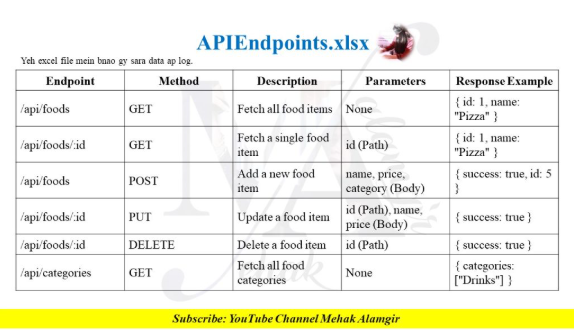 APIEndpoints.xlsx
Yeh excel file mein bnao gy sara data ap log.
Endpoint Method Description Parameters Response Example
/api/foods GET Fetch all food items None { id: 1, name: "Pizza" }
/api/foods/:id GET Fetch a single food item id (Path) { id: 1, name: "Pizza" }
/api/foods POST Add a new food item name, price, category (Body) { success: true, id: 5 }
/api/foods/:id PUT Update a food item id (Path), name, price (Body) { success: true }
/api/foods/:id DELETE Delete a food item id (Path) { success: true }
/api/categories GET Fetch all food categories None { categories: ["Drinks"] }
Subscribe: YouTube Channel Mehak Alamgir